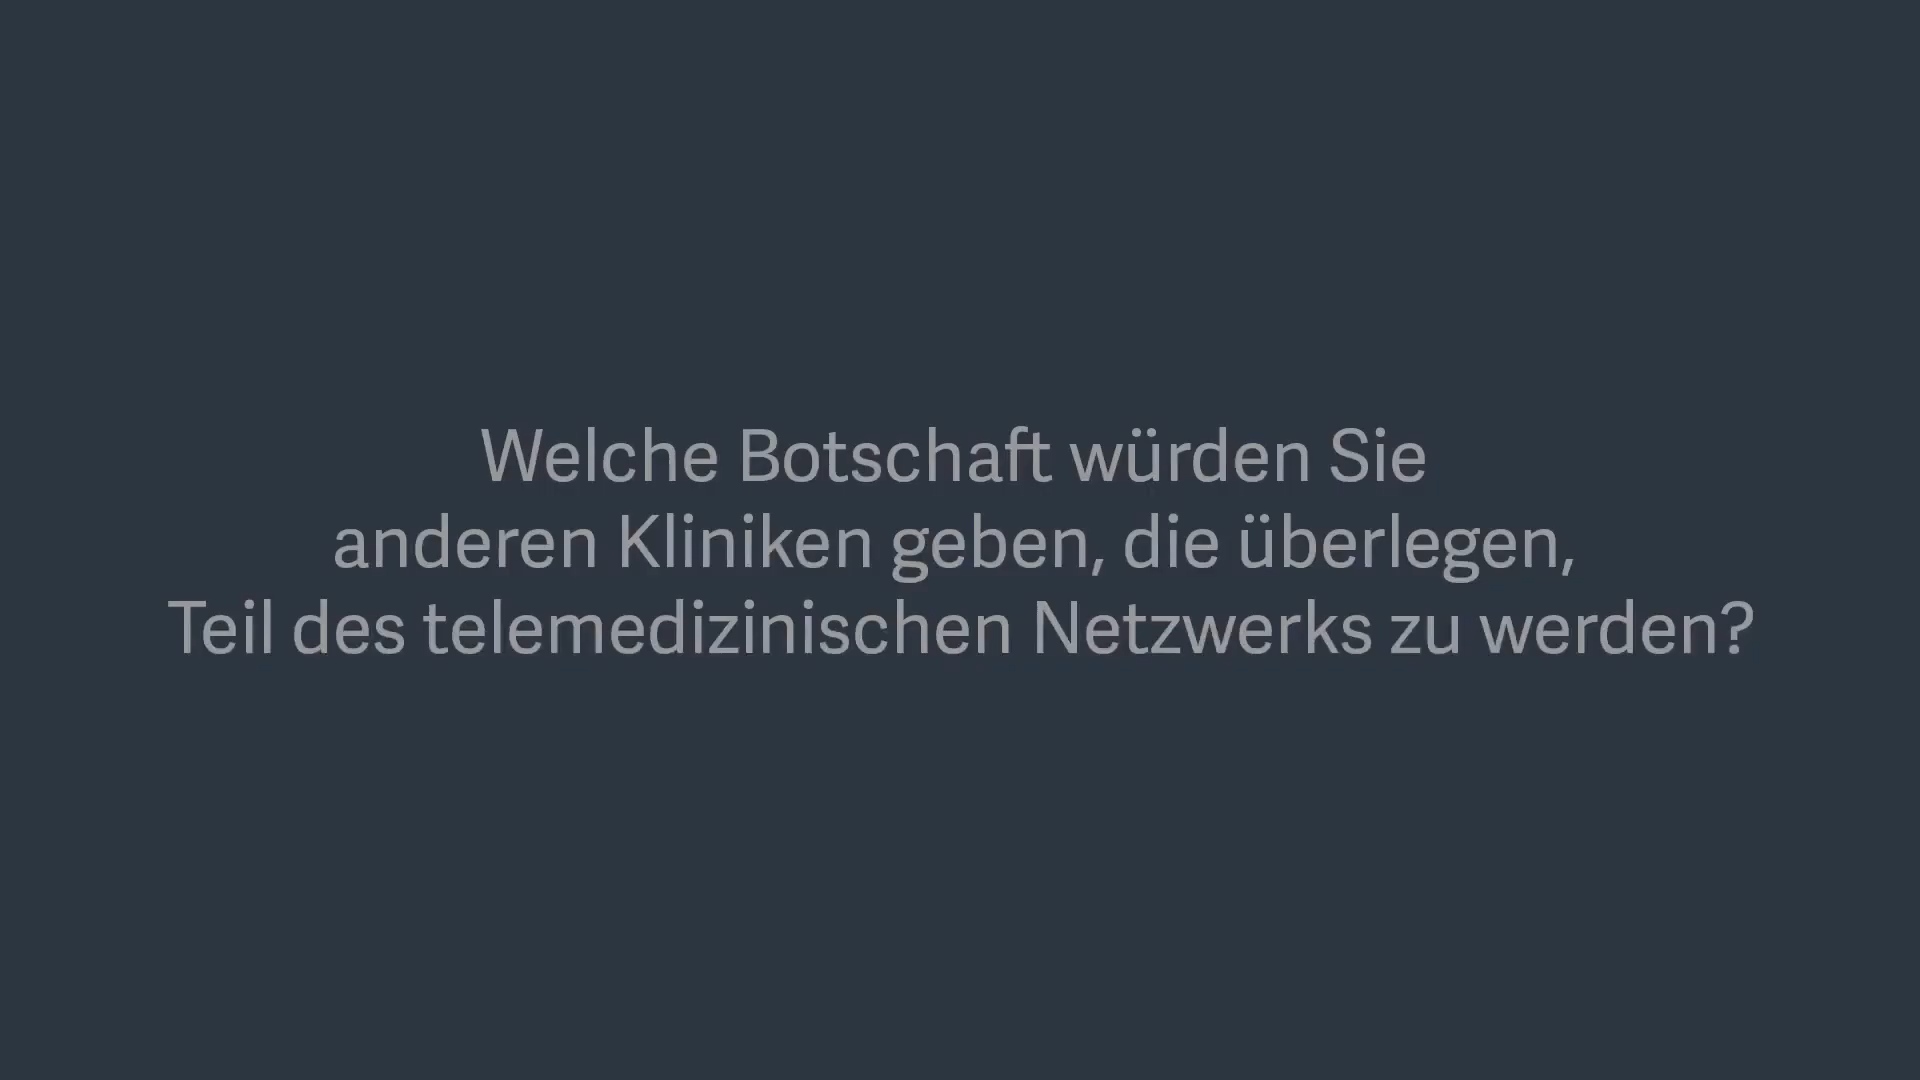 Welche Botschaft würden Sie
anderen Kliniken geben, die überlegen,
Teil des telemedizinischen Netzwerks zu werden?